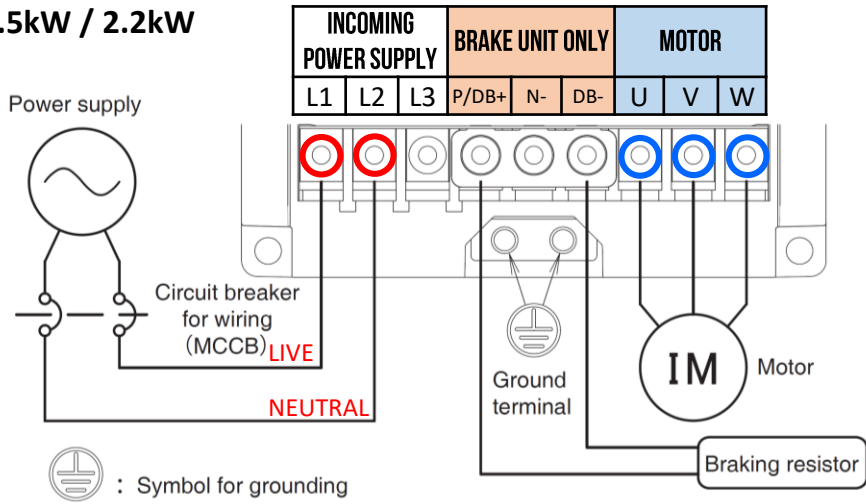 .5kW / 2.2kW
INCOMING
POWER SUPPLY
BRAKE UNIT ONLY
MOTOR
L1 L2 L3 P/DB+ N- DB- U V W
Power supply
Circuit breaker
for wiring
(MCCB)
LIVE
NEUTRAL
Ground
terminal
IM
Motor
Braking resistor
: Symbol for grounding